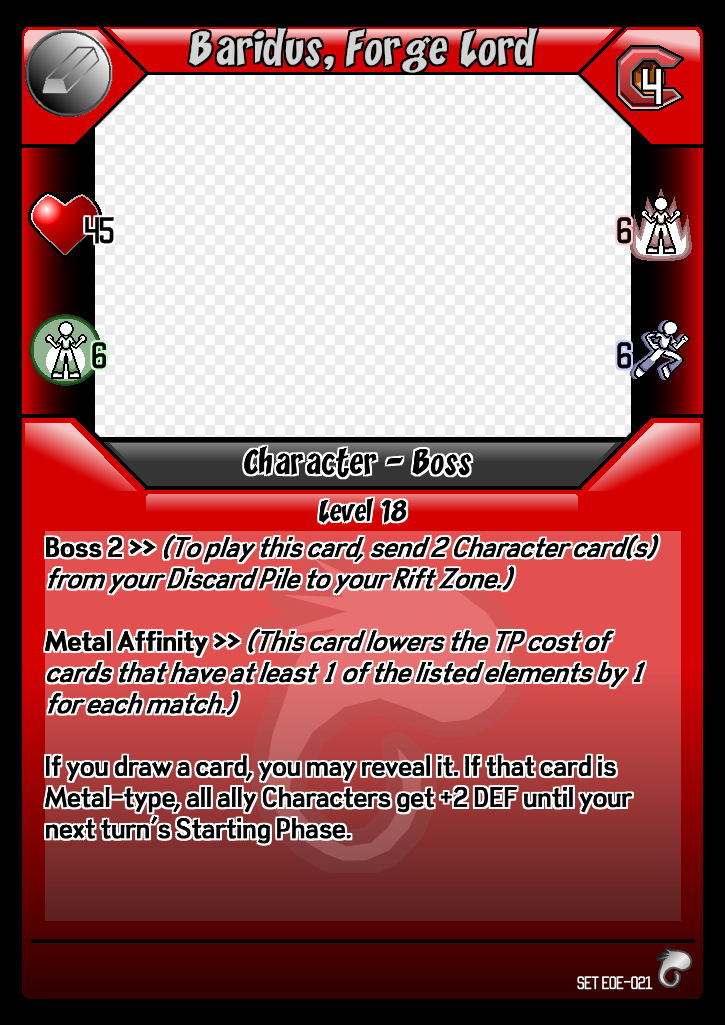 Baridus, Forge Lord
4
45
6
6
6
Character - Boss
Level 18
Boss 2 >> (To play this card, send 2 Character card(s)
from your Discard Pile to your Rift Zone.)
Metal Affinity >> (This card lowers the TP cost of
cards that have at least 1 of the listed elements by 1
for each match.)
If you draw a card, you may reveal it. If that card is
Metal-type, all ally Characters get +2 DEF until your
next turn's Starting Phase.
SET EOE-021